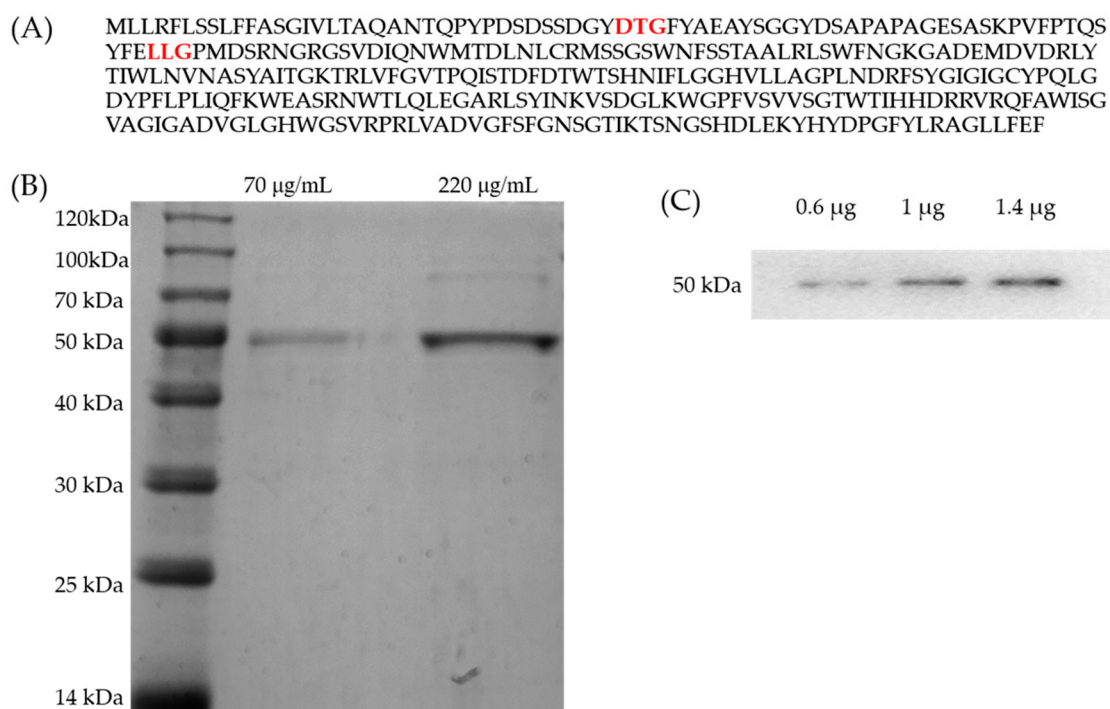 (A)
MLLRFLSSLFFASGIVLTAQANTQPYPDSDSSDGYDTGFYAEAYSGGYDSAPAPAGESASKPVFPTQS
YFELLGPMDSRNGRGSVDIQNWMTDLNLCRMSSGSWNFSSTAALRLSWFNGKGADEMDVDRLY
TIWLNVNASYAITGKTRLVFGVTPQISTDFDTWTSHNIFLGGHVLLAGPLNDRFSYGIGIGCYPQLG
DYPFLPLIQFKWEASRNWTLQLEGARLSYINKVSDGLKWGPFVSVVSGTWTIHHDRRVRQFAWISG
VAGIGADVGLGHWGSVRPRLVADVGFSFGNSGTIKTSNGSHDLEKYHYDPGFYLRAGLLFEF
(B)
70 µg/mL 220 µg/mL
120kDa
100kDa
70 kDa
50 kDa
40 kDa
30 kDa
25 kDa
14 kDa
(C)
0.6 µg 1 µg 1.4 µg
50 kDa